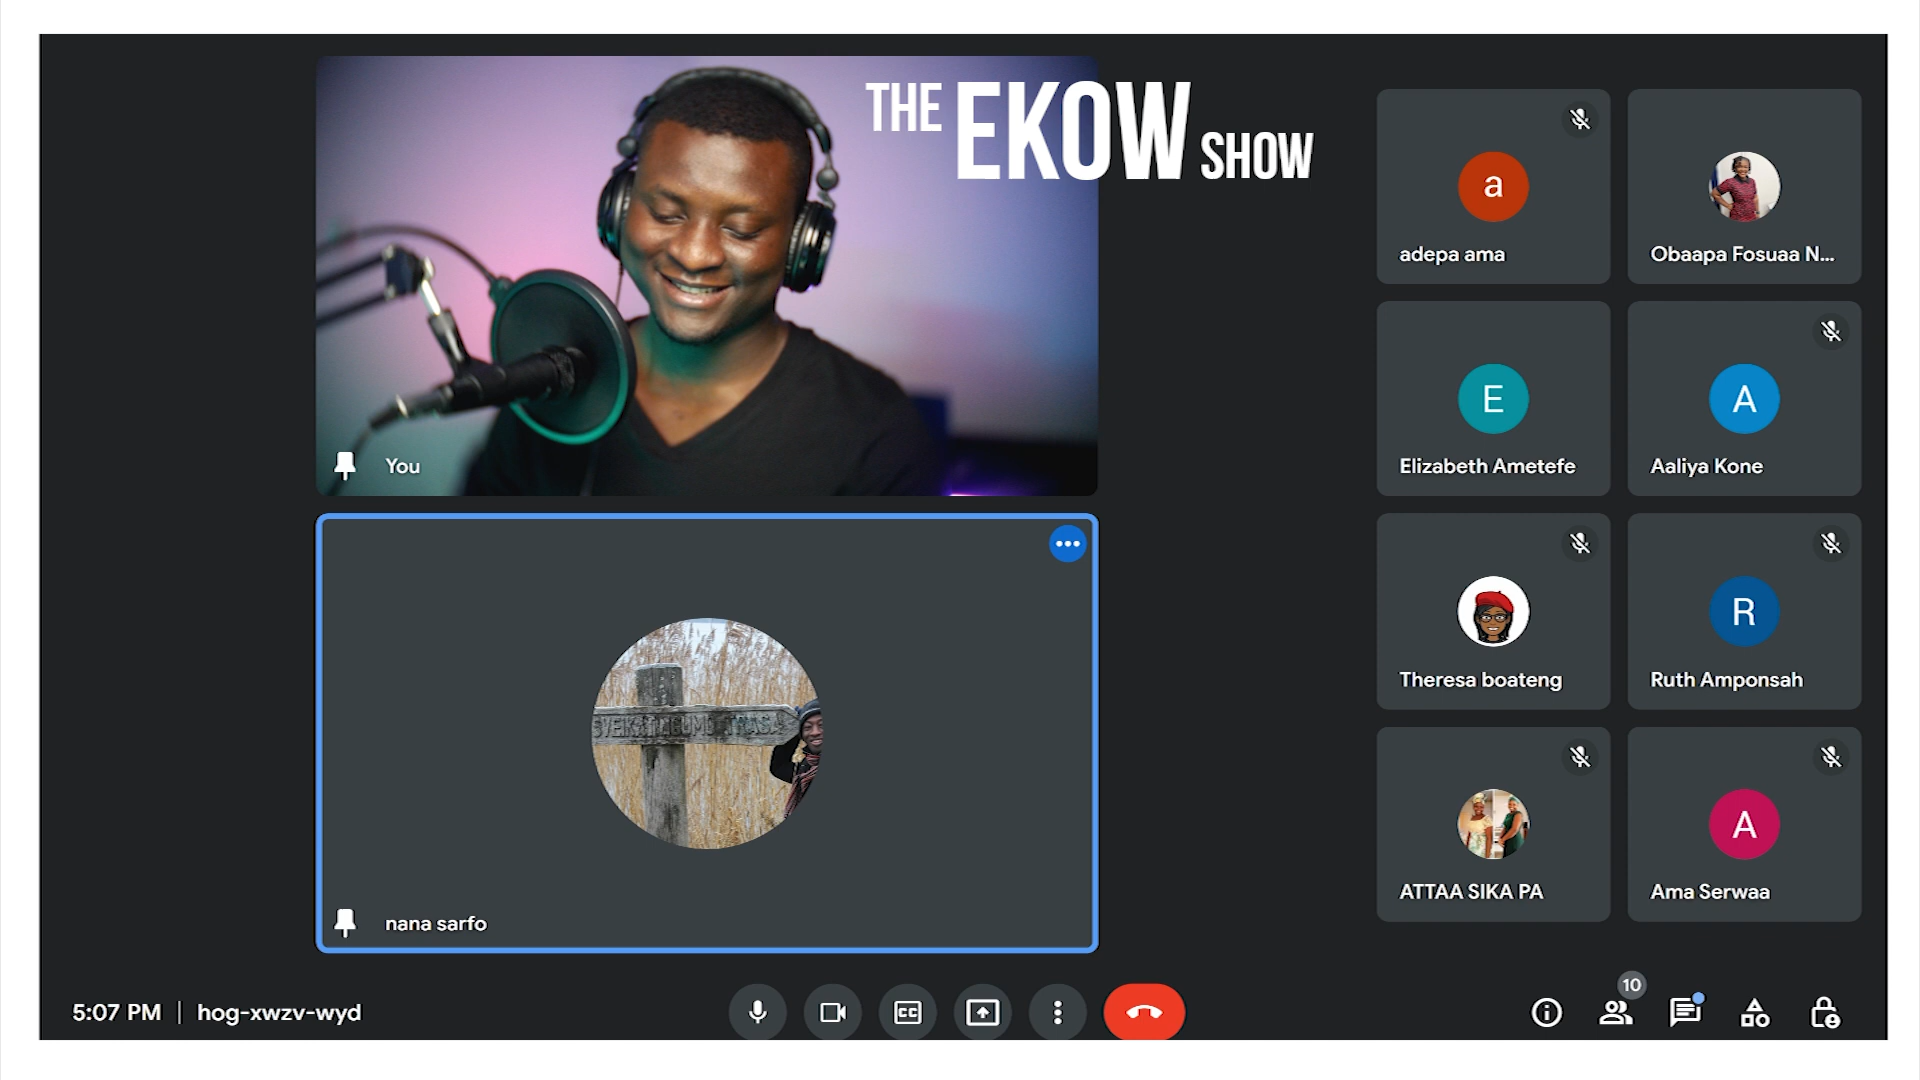 THE EKOW SHOW
You
nana sarfo
a
adepa ama
Obaapa Fosuaa N...
E
Elizabeth Ametefe
A
Aaliya Kone
Theresa boateng
R
Ruth Amponsah
ATTAA SIKA PA
A
Ama Serwaa
5:07 PM | hog-xwzv-wyd
CC
10